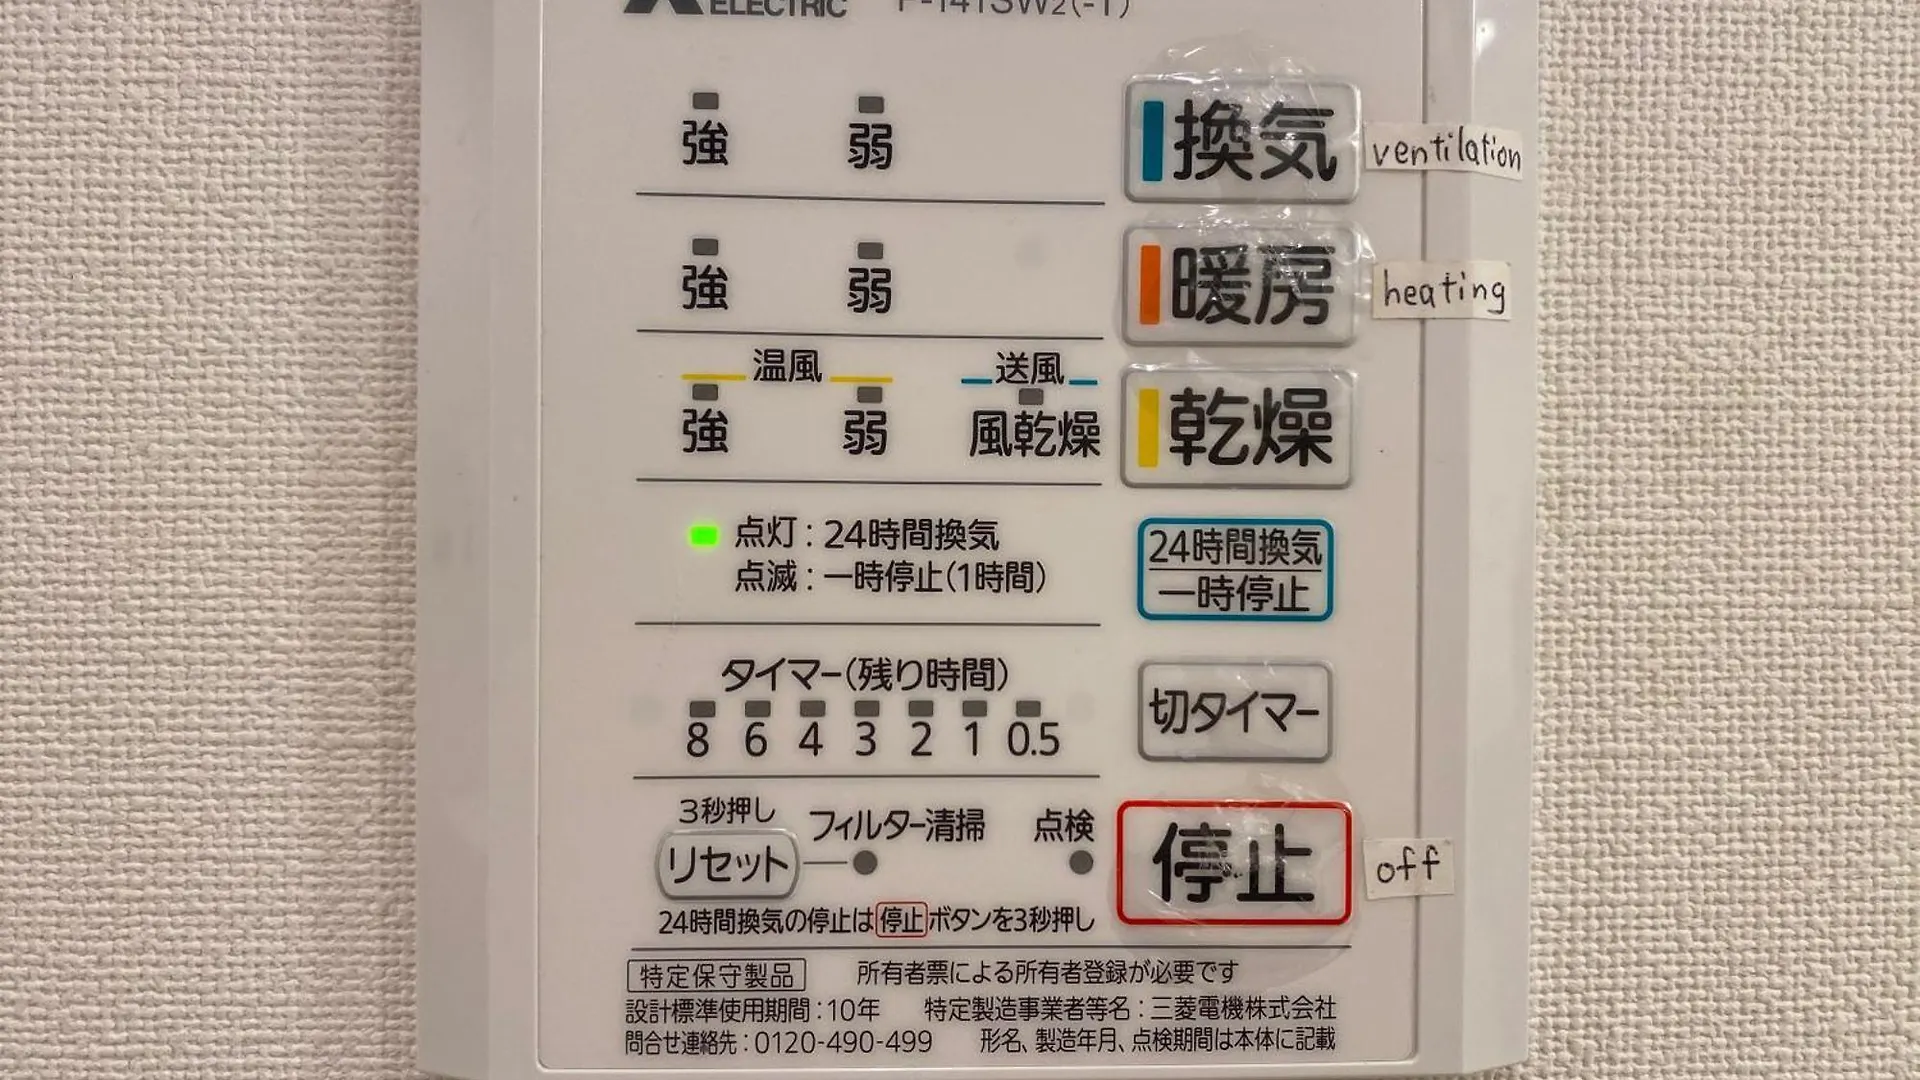 ELECTRIC P-141SW2(-T)
強 弱 換気 ventilation
強 弱 暖房 heating
温風 送風
強 弱 風乾燥 乾燥
点灯:24時間換気
点滅:一時停止(1時間)
24時間換気
一時停止
タイマー(残り時間)
8 6 4 3 2 1 0.5
切タイマー
3秒押し
リセット フィルター清掃 点検
停止 off
24時間換気の停止は停止ボタンを3秒押し
特定保守製品 所有者票による所有者登録が必要です
設計標準使用期間:10年 特定製造事業者等名:三菱電機株式会社
問合せ連絡先:0120-490-499 形名、製造年月、点検期間は本体に記載